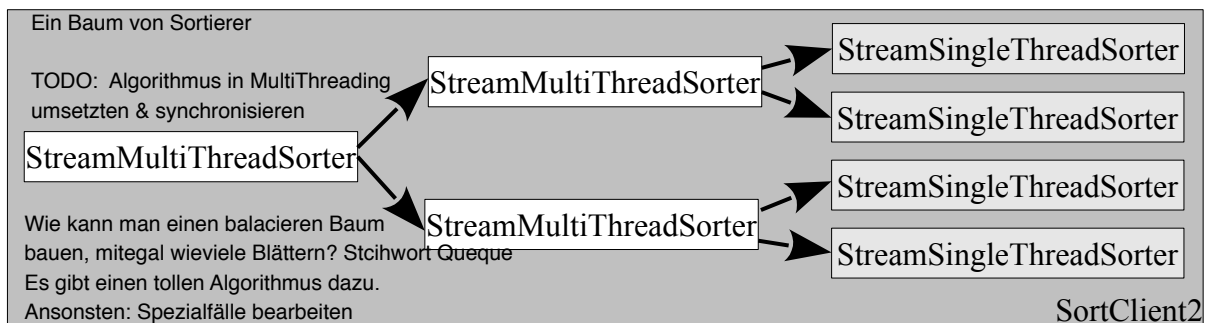 Ein Baum von Sortierer
TODO: Algorithmus in MultiThreading
umsetzten & synchronisieren
StreamMultiThreadSorter
Wie kann man einen balacieren Baum
bauen, mitegal wieviele Blättern? Stcihwort Queque
Es gibt einen tollen Algorithmus dazu.
Ansonsten: Spezialfälle bearbeiten
StreamMultiThreadSorter
StreamMultiThreadSorter
StreamSingleThreadSorter
StreamSingleThreadSorter
StreamSingleThreadSorter
StreamSingleThreadSorter
SortClient2